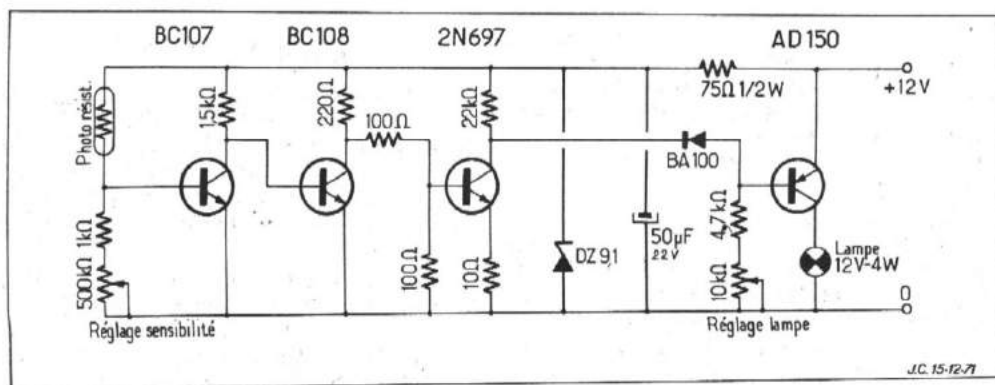 BC107 BC108 2N697 AD150
75Ω 1/2W
+12V
Photo résist.
1,5kΩ
220Ω
100Ω
22kΩ
BA100
1kΩ
500kΩ
100Ω
10Ω
DZ 9,1
50µF
22V
4,7kΩ
10kΩ
Lampe
12V-4W
0
Réglage sensibilité
Réglage lampe
J.C. 15-12-71